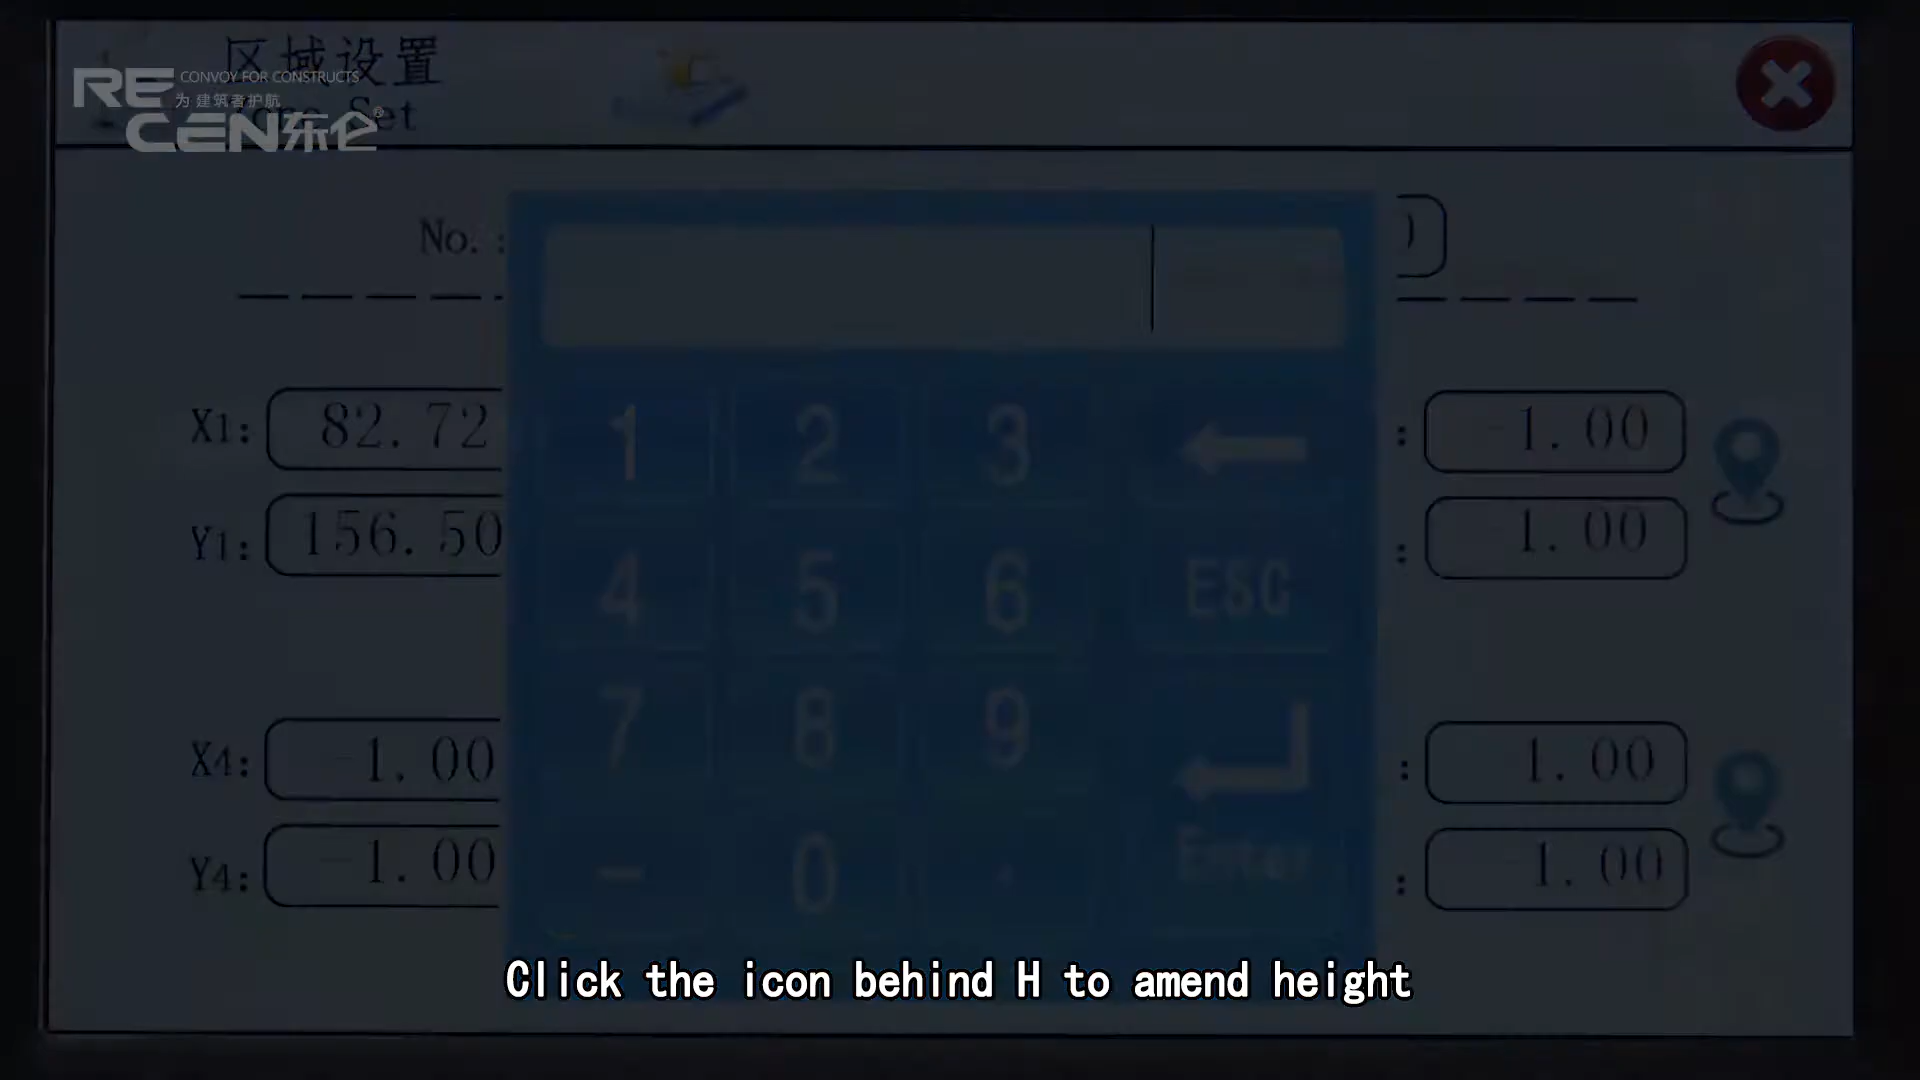 区域设置
Zone Set
RE CONVOY FOR CONSTRUCTS
为建筑者护航
CEN东仑®
No. :
X1: 82.72
: -1.00
Y1: 156.50
: 1.00
X4: -1.00
: 1.00
Y4: -1.00
: -1.00
1 2 3
4 5 6 ESC
7 8 9
- 0 . Enter
Click the icon behind H to amend height